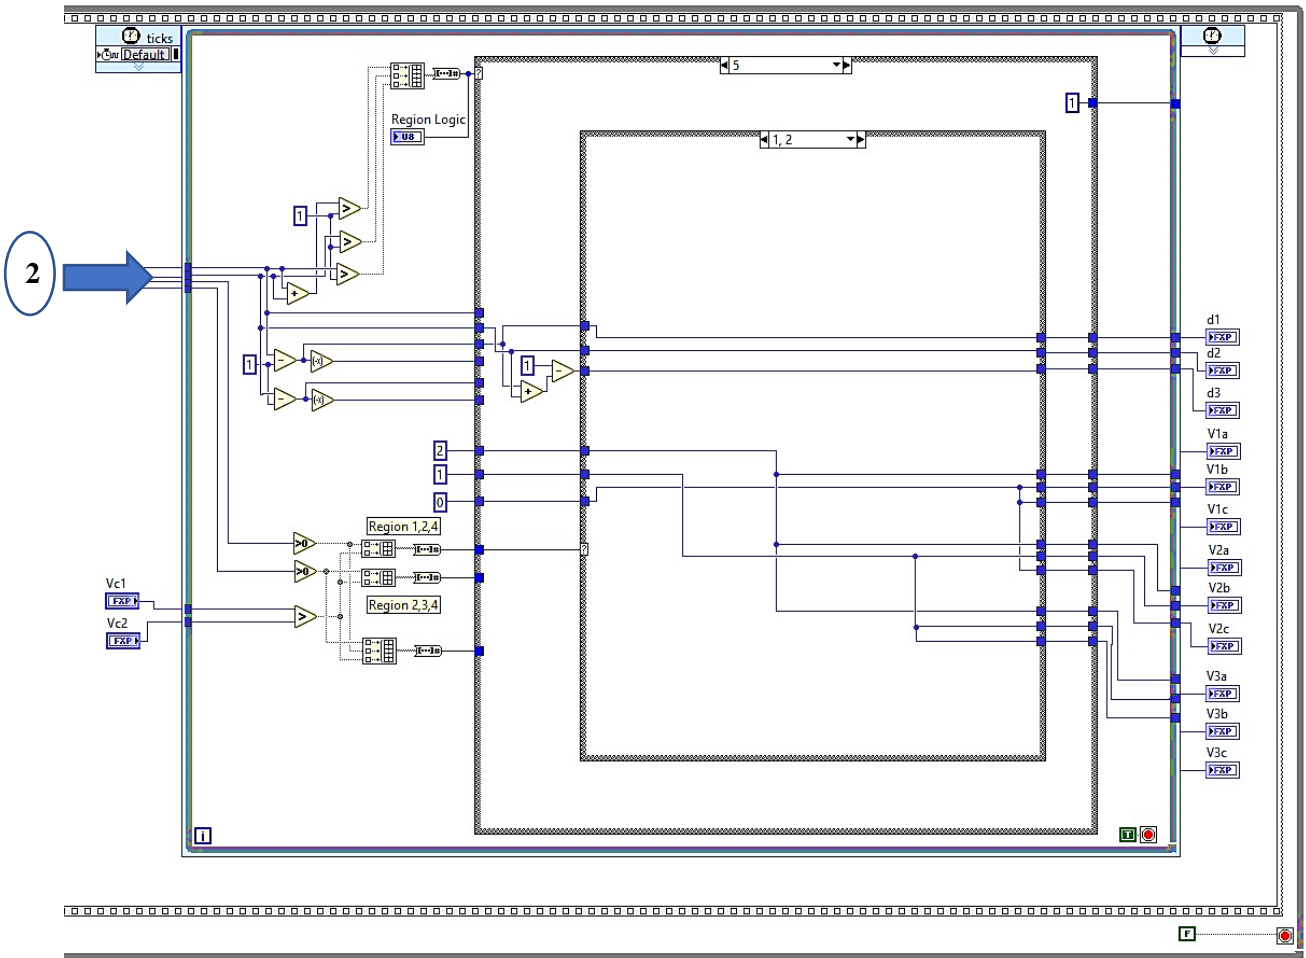 ticks
Default
5
1
1, 2
Region Logic
U8
1
>
>
>
2
+
1
-
-
|x|
|x|
1
-
+
d1
FXP
d2
FXP
d3
FXP
V1a
FXP
V1b
FXP
V1c
FXP
V2a
FXP
V2b
FXP
V2c
FXP
V3a
FXP
V3b
FXP
V3c
FXP
2
1
0
Region 1,2,4
>0
>0
?
?
Region 2,3,4
Vc1
FXP
Vc2
FXP
>
i
T
F